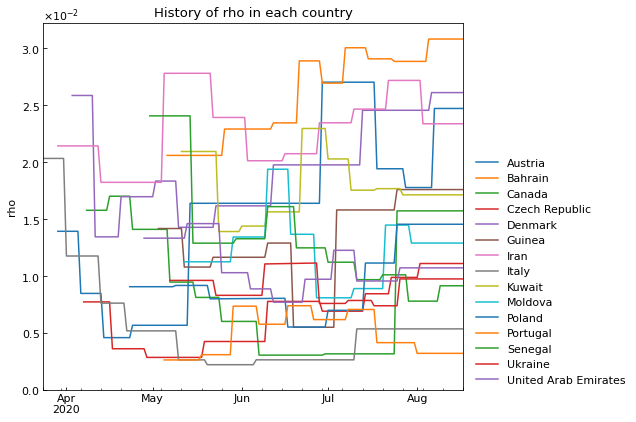 History of rho in each country
×10⁻²
3.0
2.5
2.0
1.5
1.0
0.5
0.0
rho
Apr
2020
May
Jun
Jul
Aug
Austria
Bahrain
Canada
Czech Republic
Denmark
Guinea
Iran
Italy
Kuwait
Moldova
Poland
Portugal
Senegal
Ukraine
United Arab Emirates